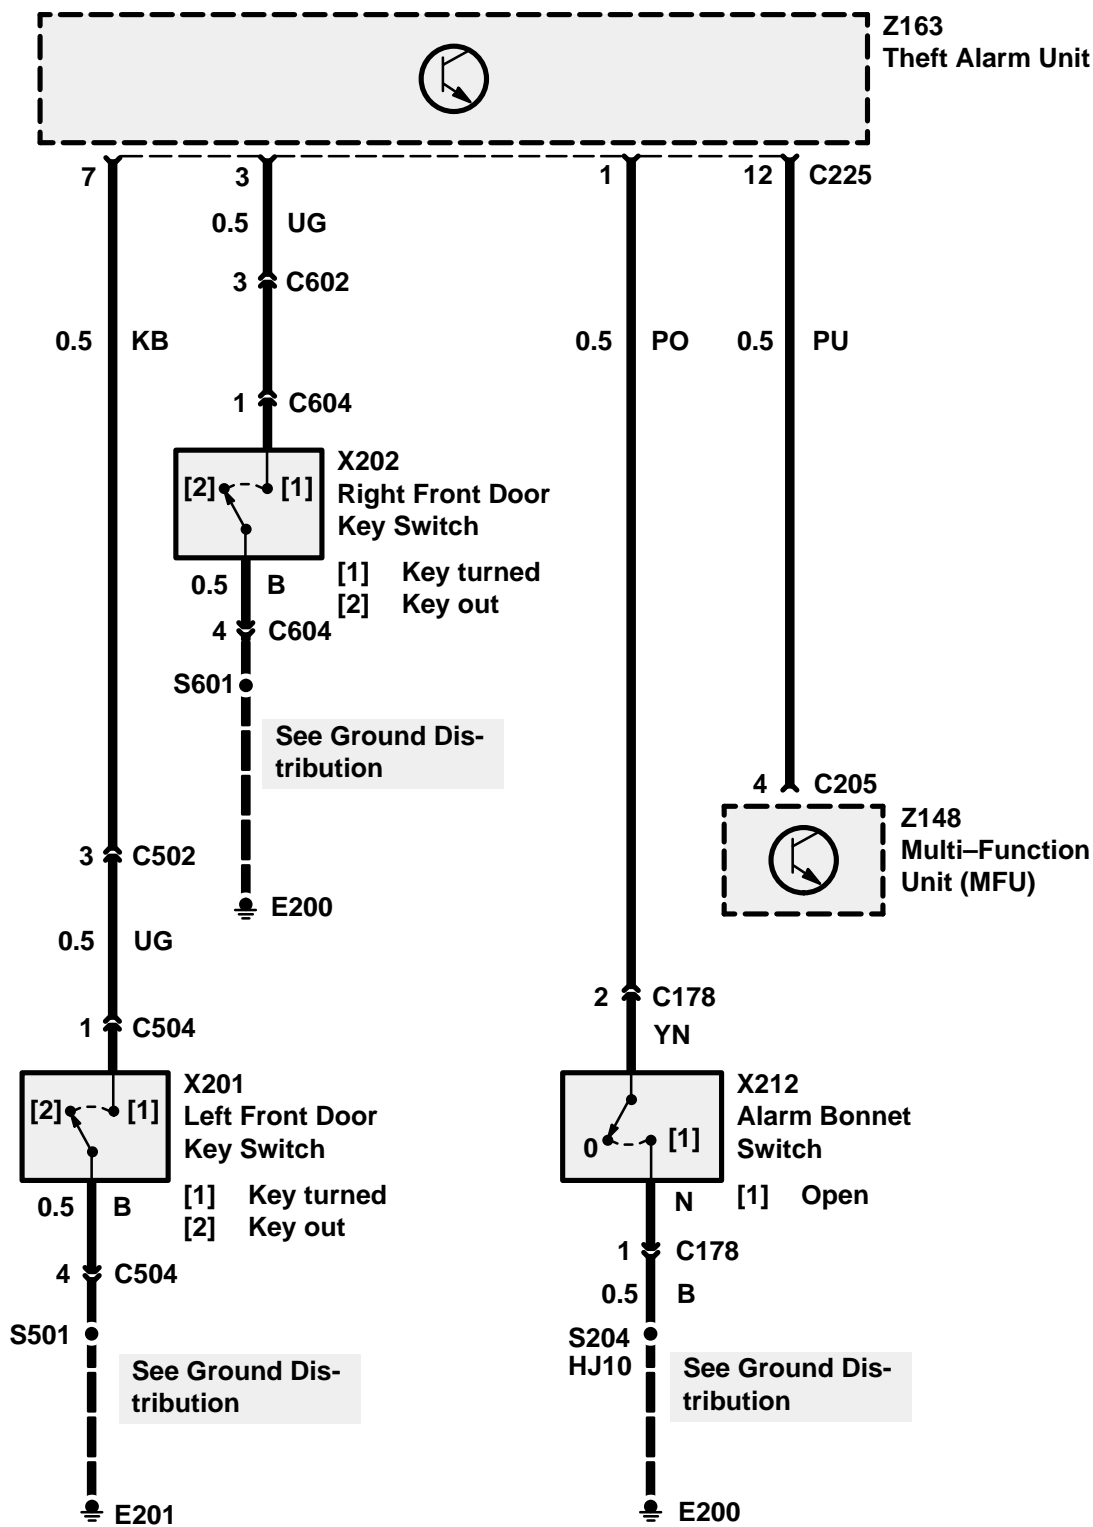 Z163
Theft Alarm Unit
7
3
1
12
C225
0.5
UG
3
C602
0.5
KB
0.5
PO
0.5
PU
1
C604
X202
Right Front Door
Key Switch
[2]
[1]
[1] Key turned
[2] Key out
0.5
B
4
C604
S601
See Ground Dis-
tribution
4
C205
Z148
Multi–Function
Unit (MFU)
3
C502
E200
0.5
UG
2
C178
1
C504
YN
X201
Left Front Door
Key Switch
[2]
[1]
[1] Key turned
[2] Key out
X212
Alarm Bonnet
Switch
0
[1]
[1] Open
0.5
B
N
4
C504
1
C178
0.5
B
S501
S204
HJ10
See Ground Dis-
tribution
See Ground Dis-
tribution
E201
E200